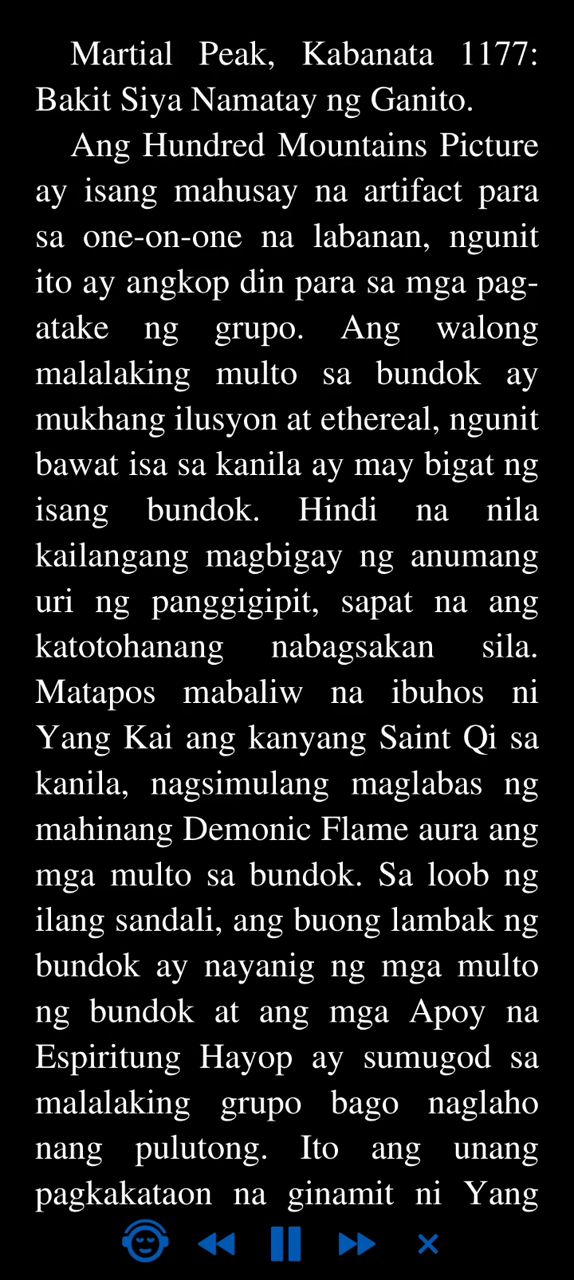 Martial Peak, Kabanata 1177:
Bakit Siya Namatay ng Ganito.
Ang Hundred Mountains Picture
ay isang mahusay na artifact para
sa one-on-one na labanan, ngunit
ito ay angkop din para sa mga pag-
atake ng grupo. Ang walong
malalaking multo sa bundok ay
mukhang ilusyon at ethereal, ngunit
bawat isa sa kanila ay may bigat ng
isang bundok. Hindi na nila
kailangang magbigay ng anumang
uri ng panggigipit, sapat na ang
katotohanang nabagsakan sila.
Matapos mabaliw na ibuhos ni
Yang Kai ang kanyang Saint Qi sa
kanila, nagsimulang maglabas ng
mahinang Demonic Flame aura ang
mga multo sa bundok. Sa loob ng
ilang sandali, ang buong lambak ng
bundok ay nayanig ng mga multo
ng bundok at ang mga Apoy na
Espiritung Hayop ay sumugod sa
malalaking grupo bago naglaho
nang pulutong. Ito ang unang
pagkakataon na ginamit ni Yang